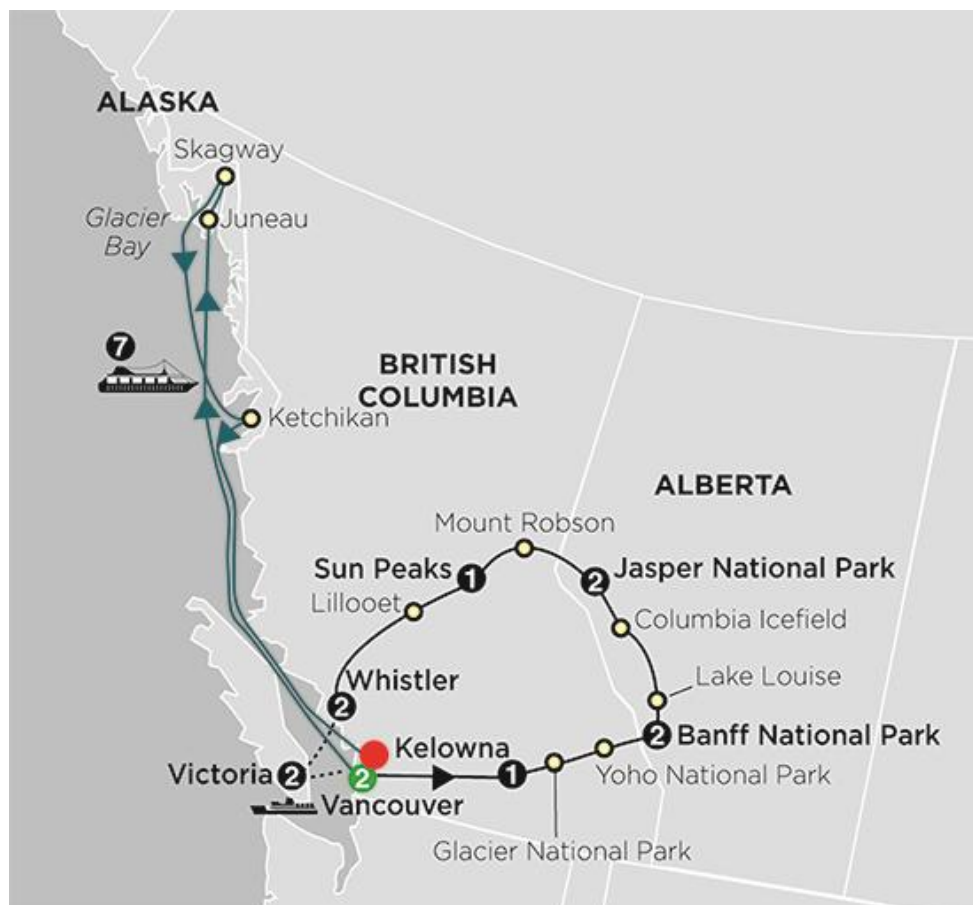 ALASKA
Skagway
Glacier
Bay
Juneau
7
BRITISH
COLUMBIA
Ketchikan
ALBERTA
Mount Robson
Sun Peaks 1
2 Jasper National Park
Lillooet
Columbia Icefield
Whistler
2
Lake Louise
Kelowna
2 Banff National Park
Victoria 2
2
1
Yoho National Park
Vancouver
Glacier National Park